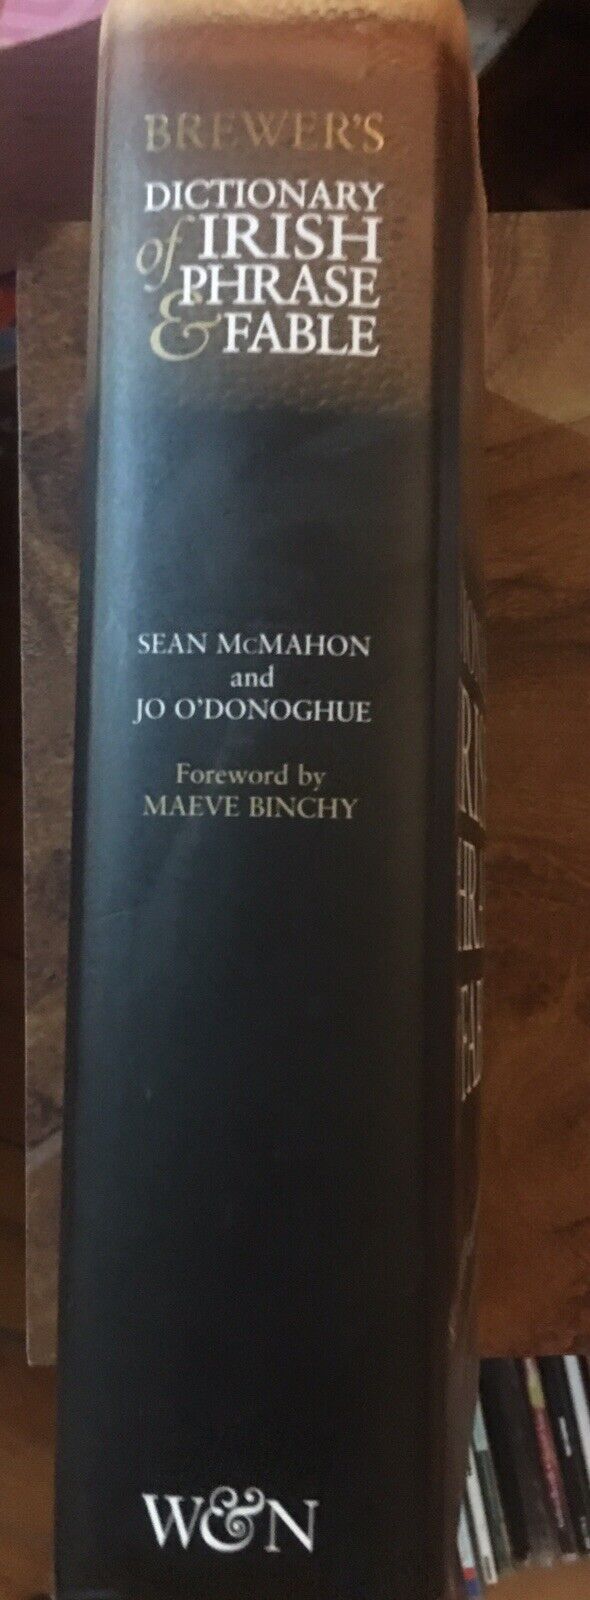 BREWER'S
DICTIONARY
of IRISH
PHRASE
& FABLE
SEAN McMAHON
and
JO O'DONOGHUE
Foreword by
MAEVE BINCHY
W&N